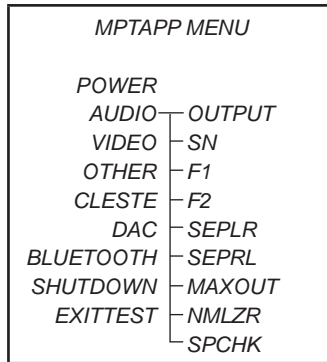 MPTAPP MENU
POWER
AUDIO OUTPUT
VIDEO SN
OTHER F1
CLESTE F2
DAC SEPLR
BLUETOOTH SEPRL
SHUTDOWN MAXOUT
EXITTEST NMLZR
SPCHK